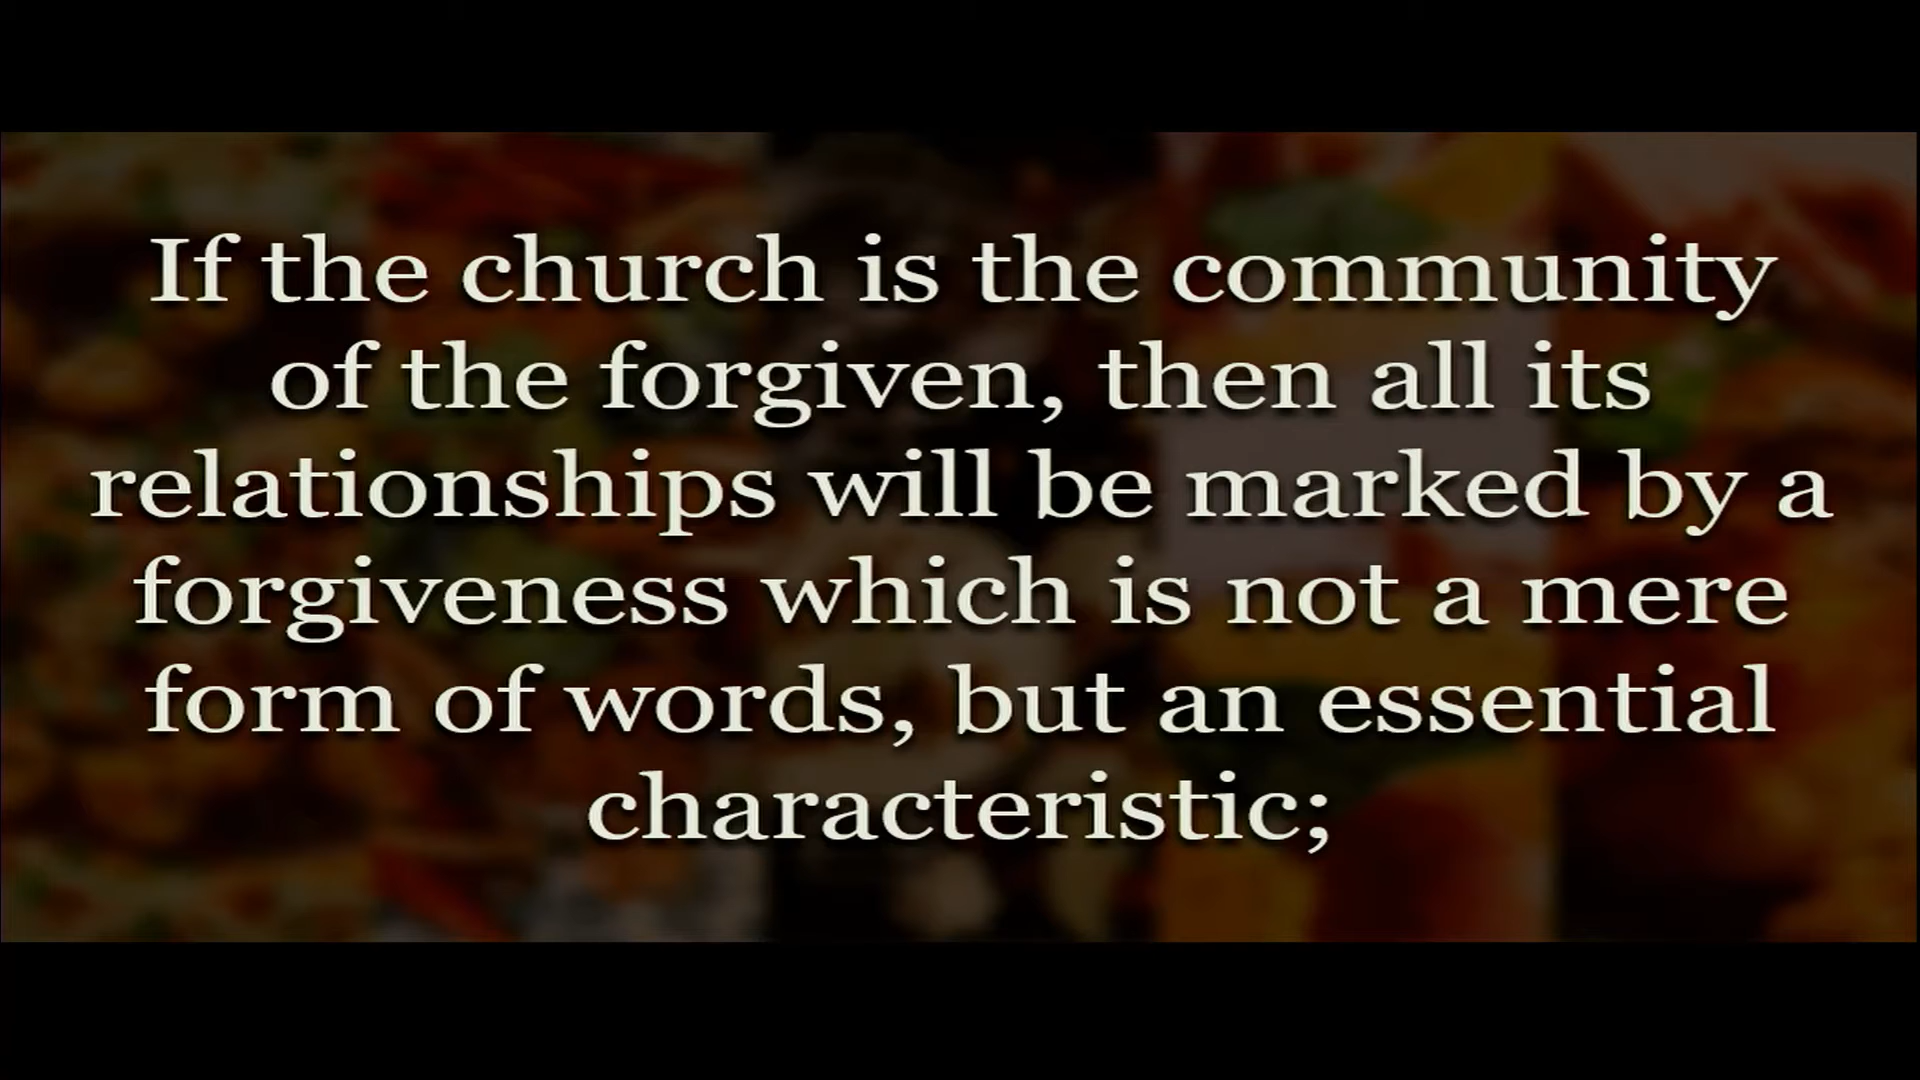 If the church is the community
of the forgiven, then all its
relationships will be marked by a
forgiveness which is not a mere
form of words, but an essential
characteristic;